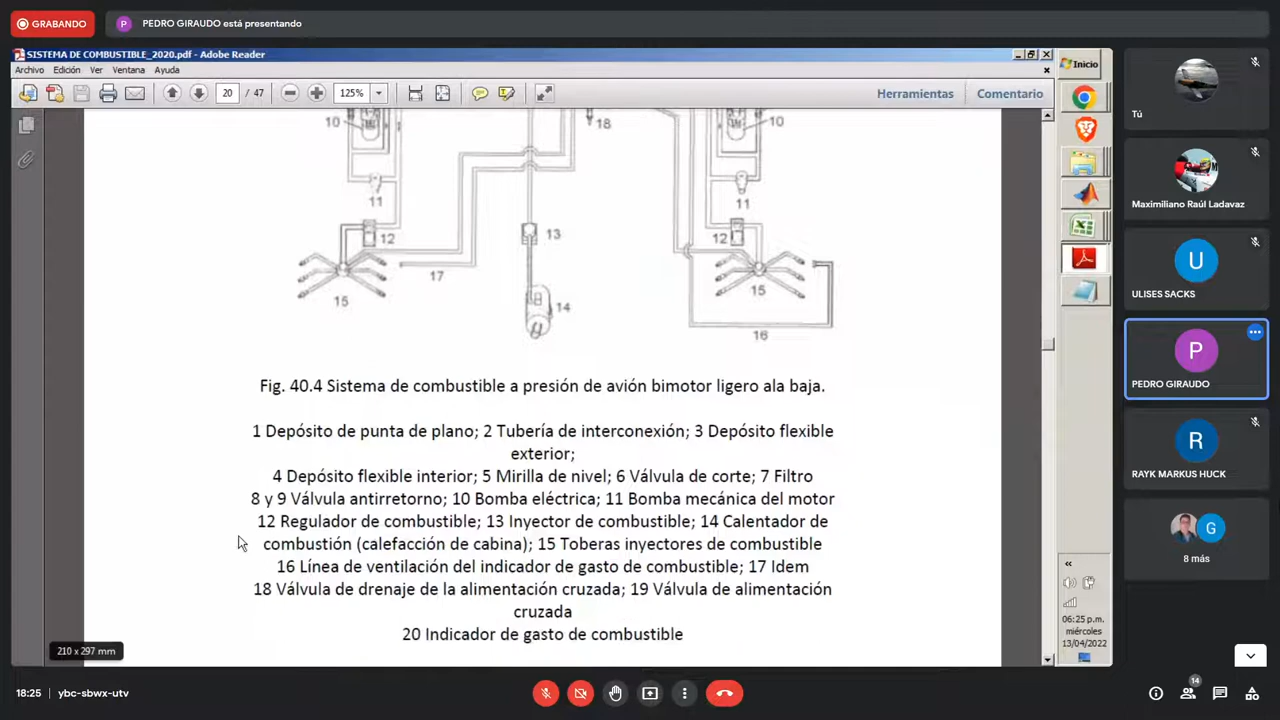 GRABANDO
P
PEDRO GIRAUDO está presentando
SISTEMA DE COMBUSTIBLE_2020.pdf - Adobe Reader
Archivo Edición Ver Ventana Ayuda
20 / 47
125%
Herramientas
Comentario
10
18
10
11
11
12
13
12
17
15
14
15
16
Fig. 40.4 Sistema de combustible a presión de avión bimotor ligero ala baja.
1 Depósito de punta de plano; 2 Tubería de interconexión; 3 Depósito flexible
exterior;
4 Depósito flexible interior; 5 Mirilla de nivel; 6 Válvula de corte; 7 Filtro
8 y 9 Válvula antirretorno; 10 Bomba eléctrica; 11 Bomba mecánica del motor
12 Regulador de combustible; 13 Inyector de combustible; 14 Calentador de
combustión (calefacción de cabina); 15 Toberas inyectores de combustible
16 Línea de ventilación del indicador de gasto de combustible; 17 Idem
18 Válvula de drenaje de la alimentación cruzada; 19 Válvula de alimentación
cruzada
20 Indicador de gasto de combustible
210 x 297 mm
Inicio
«
06:25 p.m.
miércoles
13/04/2022
Tú
Maximiliano Raúl Ladavaz
U
ULISES SACKS
P
PEDRO GIRAUDO
R
RAYK MARKUS HUCK
G
8 más
18:25
ybc-sbwx-utv
14